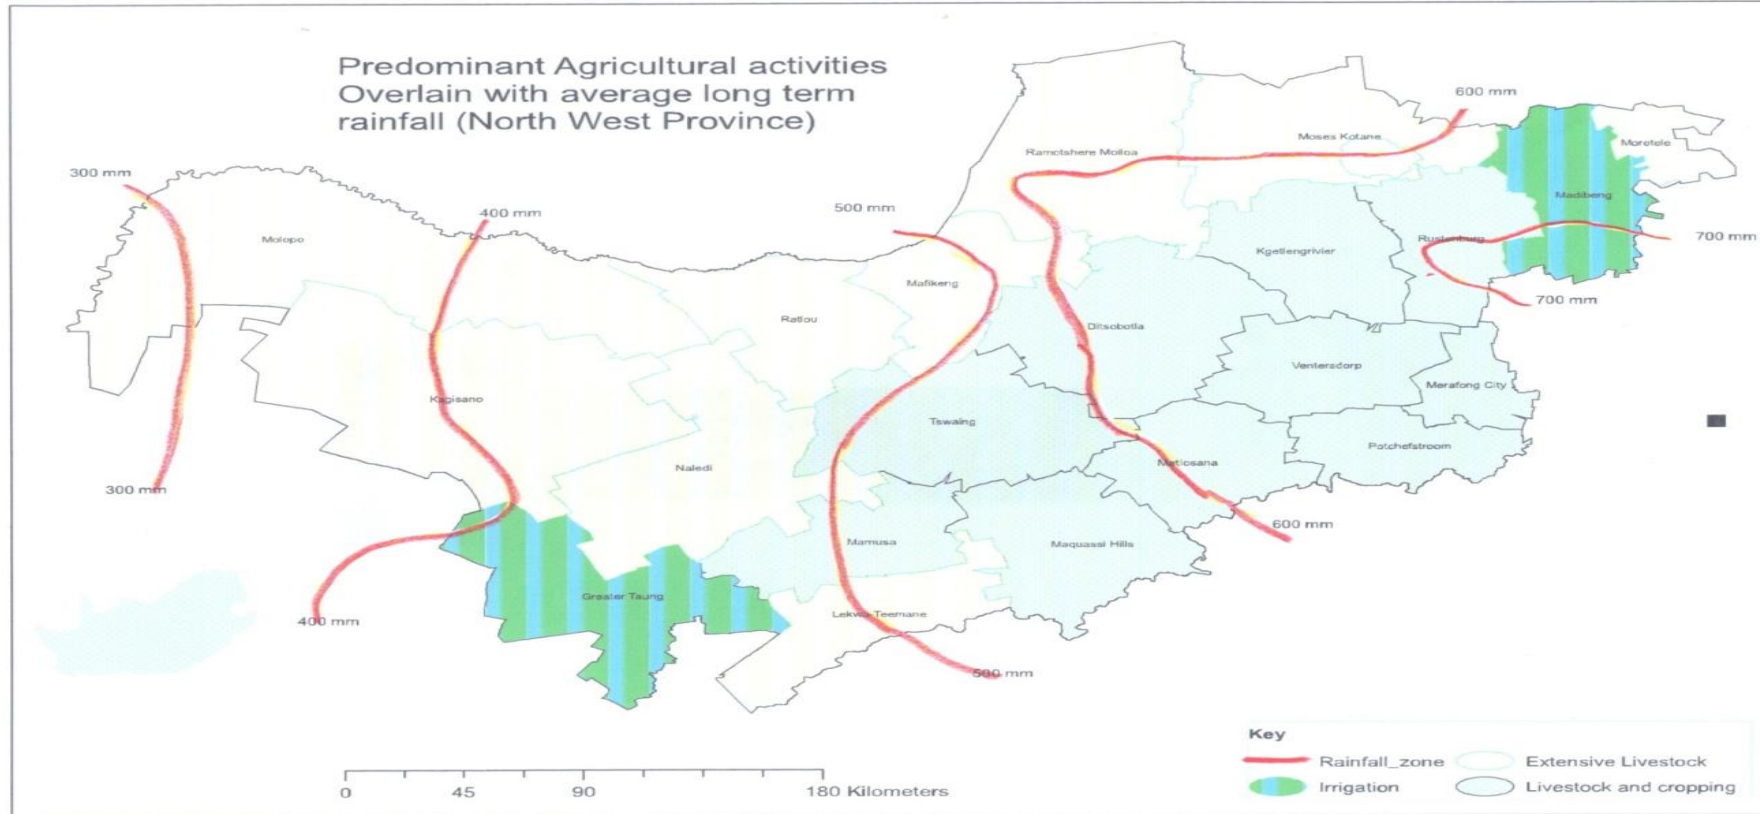 Predominant Agricultural activities
Overlain with average long term
rainfall (North West Province)
600 mm
Moses Kotane
Moretele
Ramotshere Moiloa
300 mm
Madibeng
400 mm
500 mm
Molopo
Rustenburg
700 mm
Kgetlengrivier
Mafikeng
700 mm
Ratlou
Ditsobotla
Ventersdorp
Merafong City
Kagisano
Tswaing
Potchefstroom
Matlosana
Naledi
300 mm
600 mm
Mamusa
Maquassi Hills
Greater Taung
Lekwa-Teemane
400 mm
500 mm
Key
Rainfall_zone
Extensive Livestock
Irrigation
Livestock and cropping
0 45 90 180 Kilometers